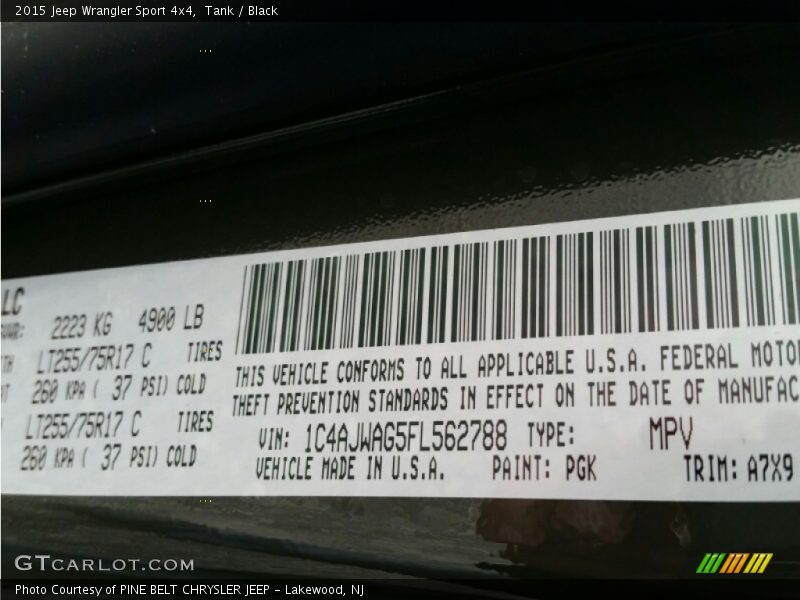 2015 Jeep Wrangler Sport 4x4, Tank / Black
LC
2223 KG 4900 LB
LT255/75R17 C TIRES
260 KPA ( 37 PSI) COLD
LT255/75R17 C TIRES
260 KPA ( 37 PSI) COLD
THIS VEHICLE CONFORMS TO ALL APPLICABLE U.S.A. FEDERAL MOTO
THEFT PREVENTION STANDARDS IN EFFECT ON THE DATE OF MANUFAC
VIN: 1C4AJWAG5FL562788 TYPE: MPV
VEHICLE MADE IN U.S.A. PAINT: PGK TRIM: A7X9
GTCARLOT.COM
Photo Courtesy of PINE BELT CHRYSLER JEEP - Lakewood, NJ